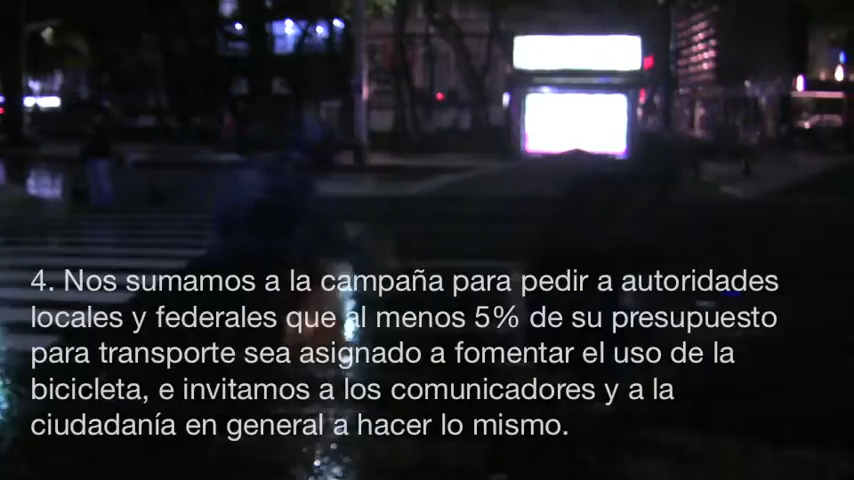 4. Nos sumamos a la campaña para pedir a autoridades
locales y federales que al menos 5% de su presupuesto
para transporte sea asignado a fomentar el uso de la
bicicleta, e invitamos a los comunicadores y a la
ciudadanía en general a hacer lo mismo.